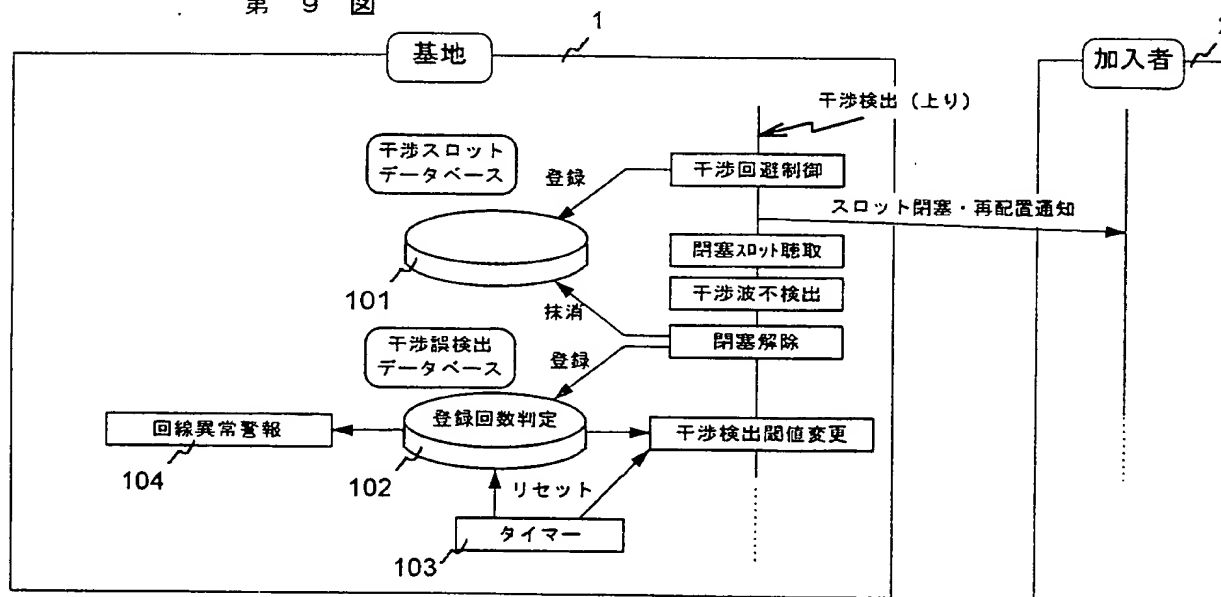 第 9 図
基地
1
加入者
2
干渉検出（上り）
干渉スロット
データベース
登録
干渉回避制御
スロット閉塞・再配置通知
閉塞スロット聴取
101
干渉波不検出
抹消
閉塞解除
干渉誤検出
データベース
登録
回線異常警報
登録回数判定
干渉検出閾値変更
104
102
リセット
タイマー
103